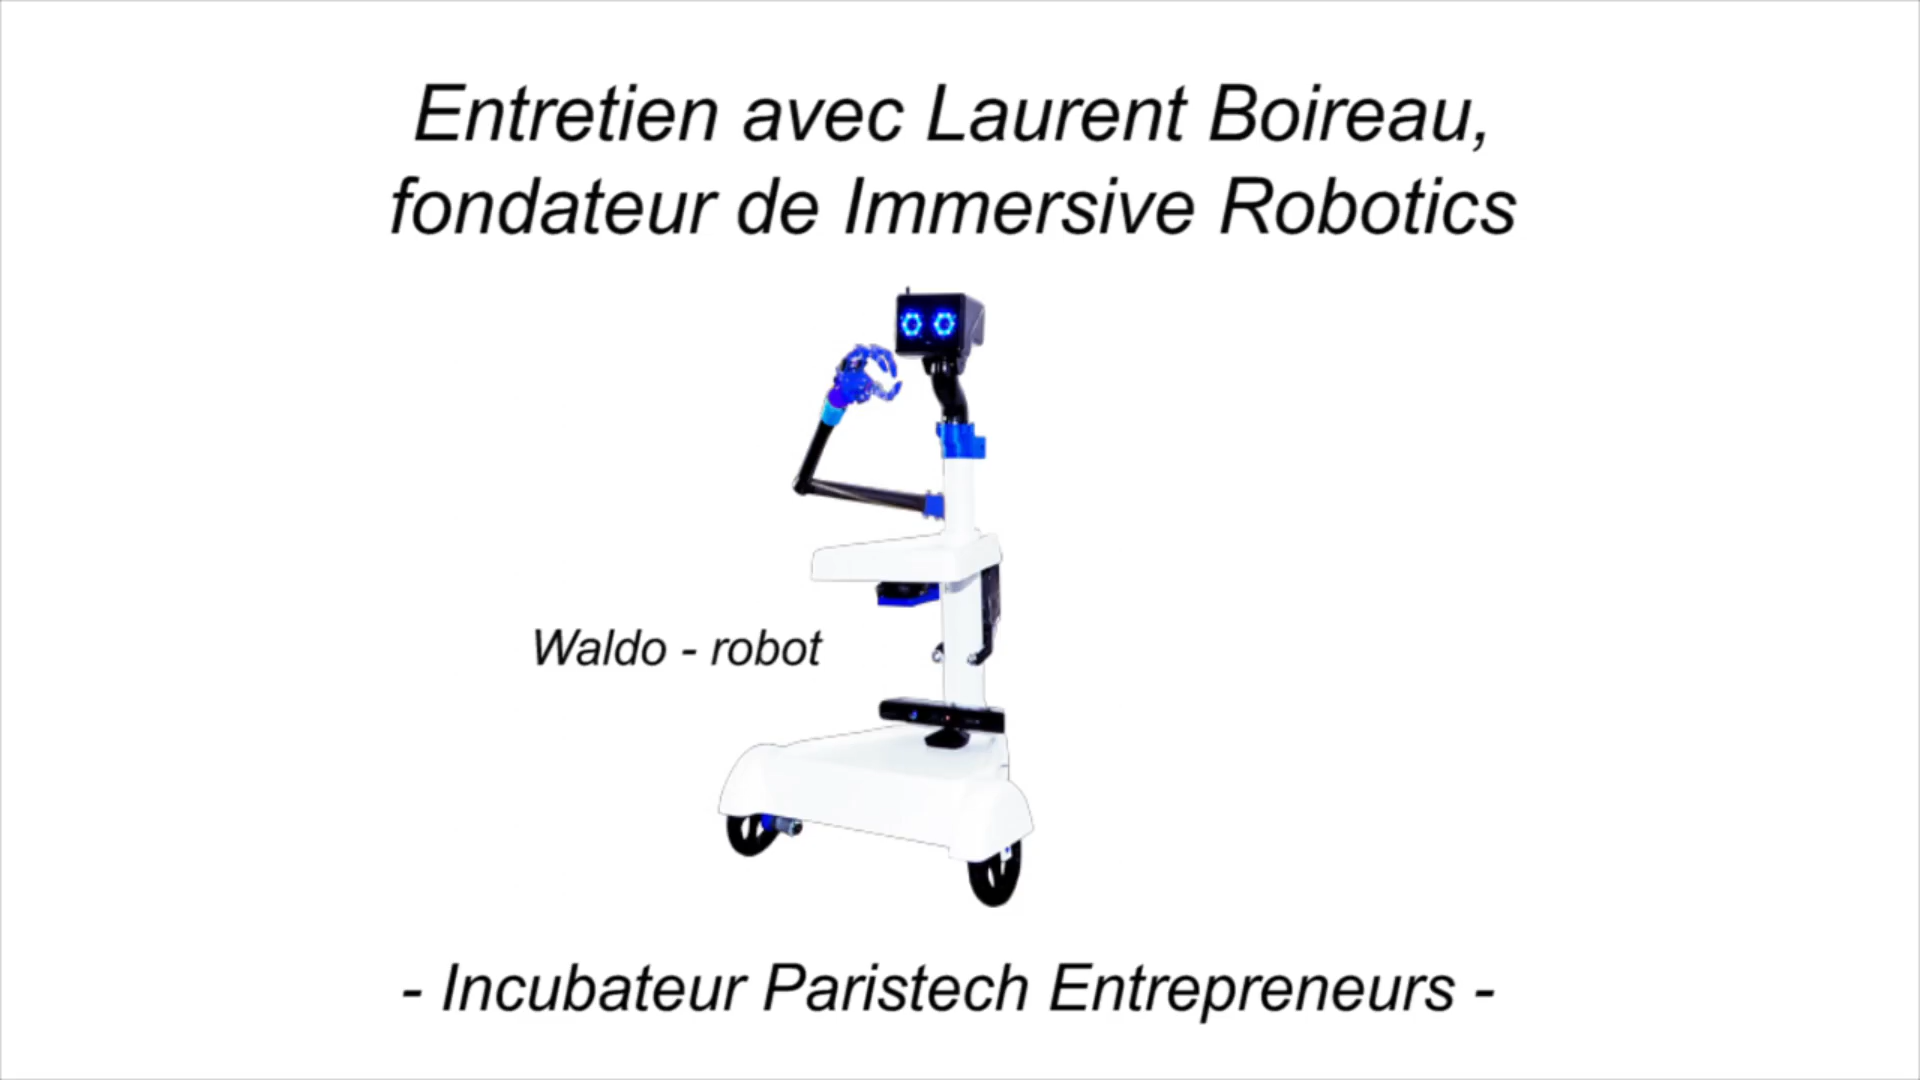 Entretien avec Laurent Boireau,
fondateur de Immersive Robotics
Waldo - robot
- Incubateur Paristech Entrepreneurs -